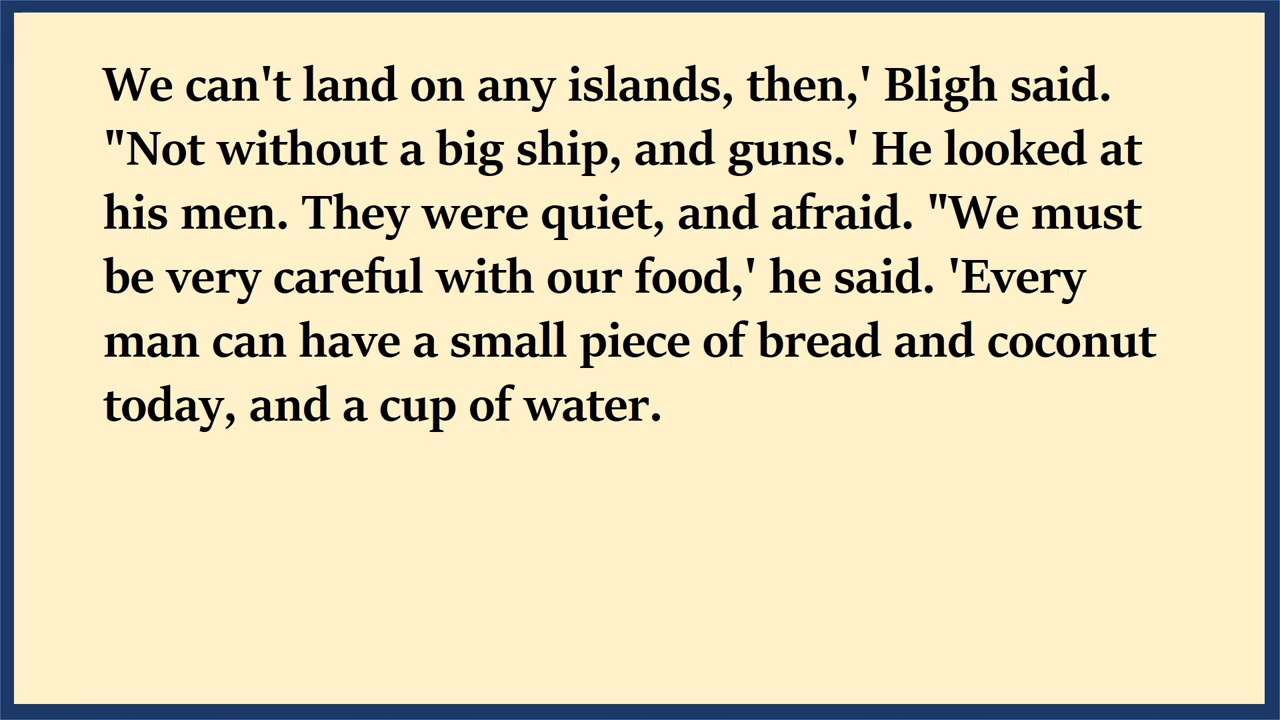 We can't land on any islands, then,' Bligh said.
"Not without a big ship, and guns.' He looked at
his men. They were quiet, and afraid. "We must
be very careful with our food,' he said. 'Every
man can have a small piece of bread and coconut
today, and a cup of water.